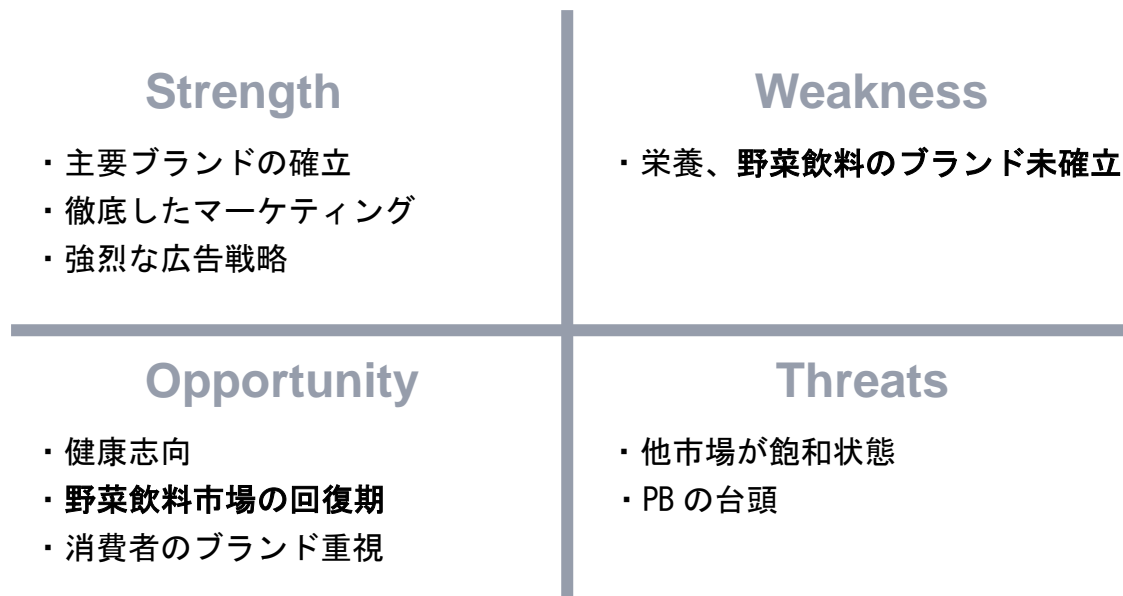 Strength
・主要ブランドの確立
・徹底したマーケティング
・強烈な広告戦略
Weakness
・栄養、野菜飲料のブランド未確立
Opportunity
・健康志向
・野菜飲料市場の回復期
・消費者のブランド重視
Threats
・他市場が飽和状態
・PBの台頭